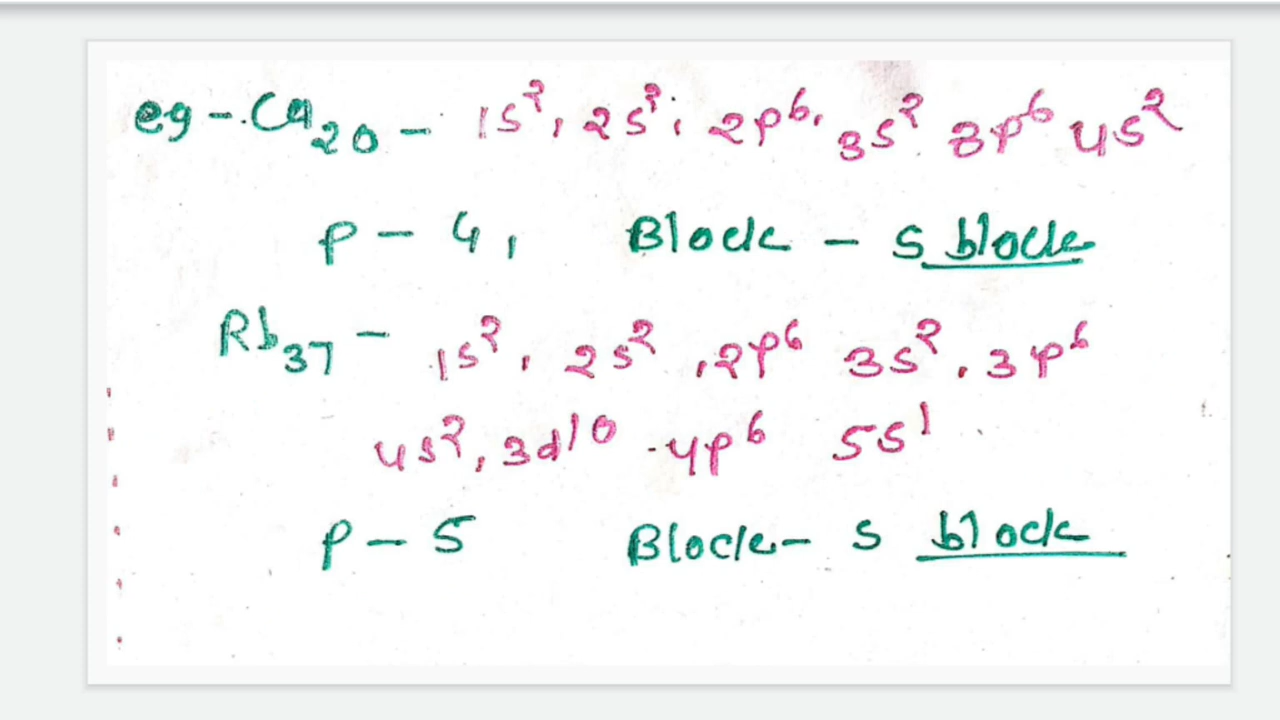 eg - Ca20 - 1s², 2s², 2p⁶, 3s² 3p⁶ 4s²
P - 4, Block - s block
Rb37 - 1s², 2s², 2p⁶ 3s², 3p⁶
4s², 3d¹⁰ 4p⁶ 5s¹
P - 5 Block - s block